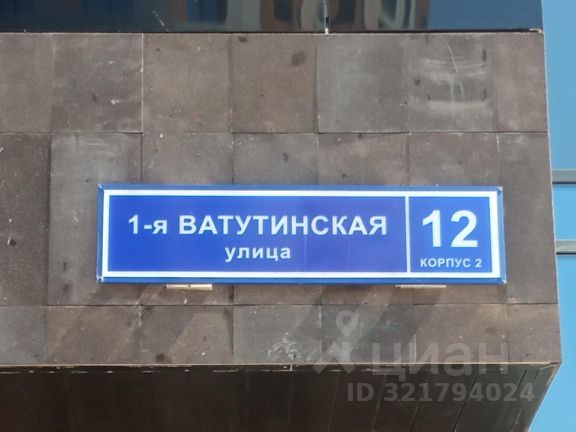 1-я ВАТУТИНСКАЯ
улица
12
КОРПУС 2
циан
ID 321794024